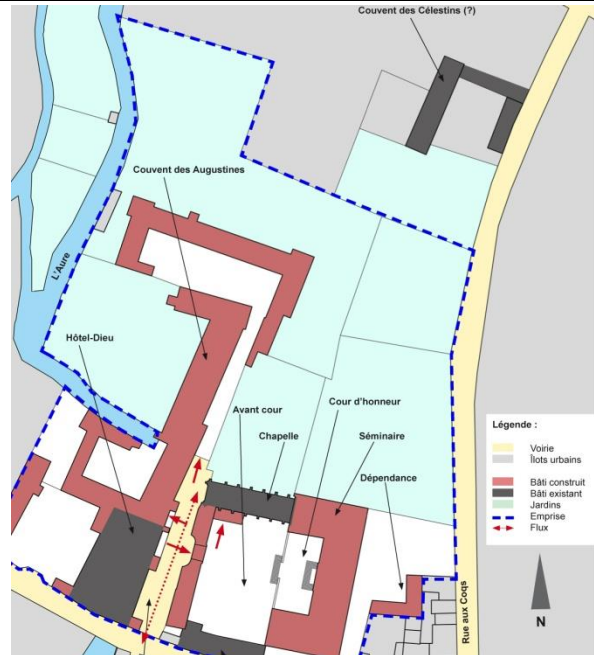 Couvent des Célestins (?)
Couvent des Augustines
L'Aure
Hôtel-Dieu
Avant cour
Cour d'honneur
Chapelle
Séminaire
Dépendance
Légende :
Voirie
Îlots urbains
Bâti construit
Bâti existant
Jardins
Emprise
Flux
Rue aux Coqs
N